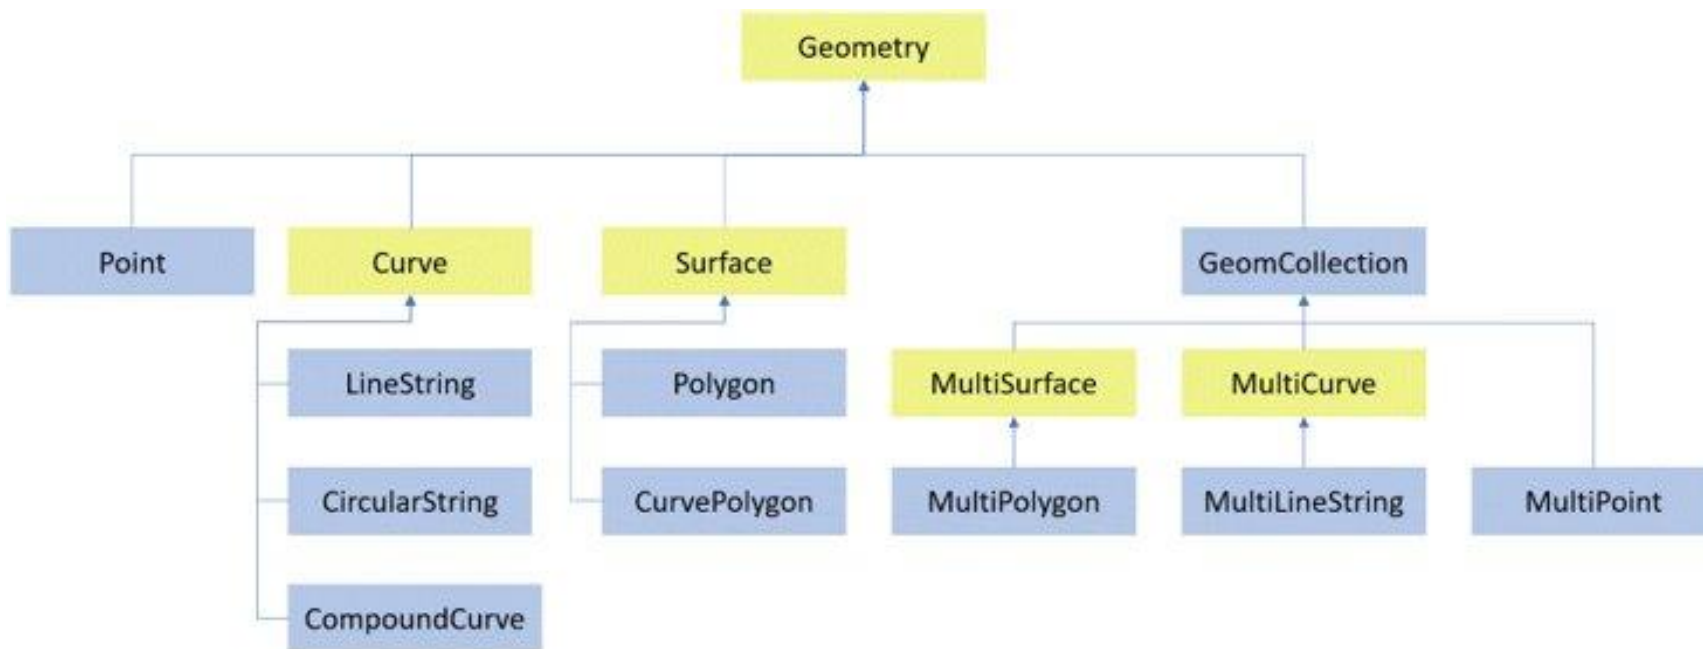 Geometry
Point
Curve
Surface
GeomCollection
LineString
Polygon
MultiSurface
MultiCurve
CircularString
CurvePolygon
MultiPolygon
MultiLineString
MultiPoint
CompoundCurve